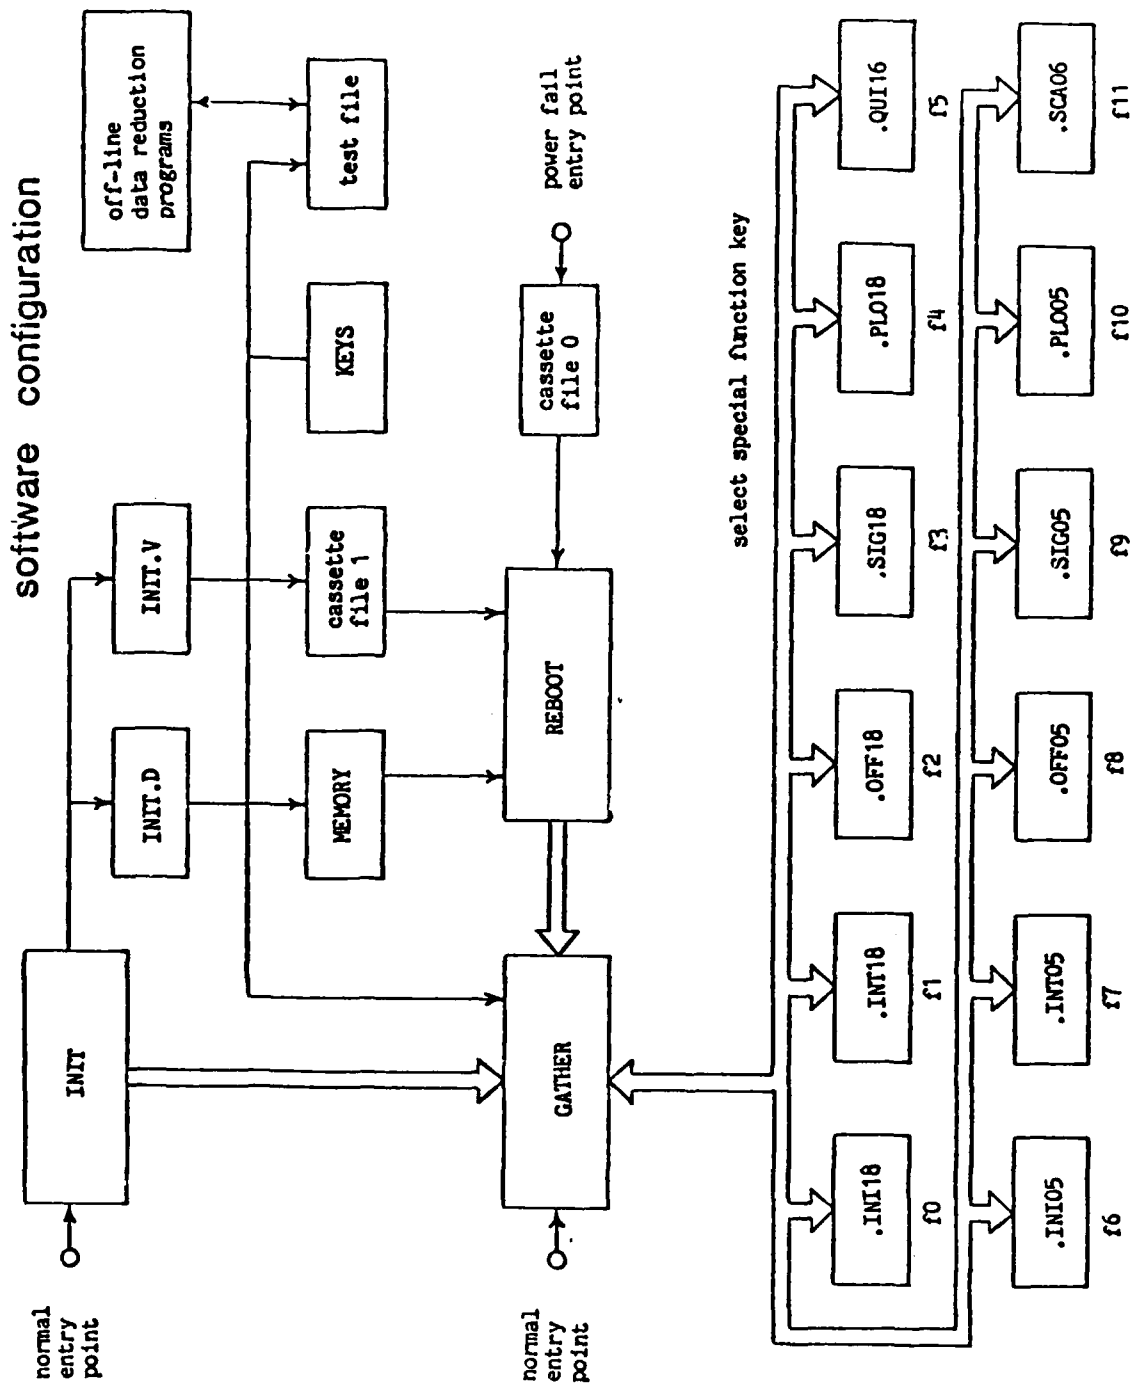 software configuration
off-line
data reduction
programs
INIT.D
INIT.V
INIT
normal
entry
point
MEMORY
cassette
file 1
KEYS
test file
GATHER
normal
entry
point
REBOOT
cassette
file 0
power fail
entry point
select special function key
.INI18
.INT18
.OFF18
.SIG18
.PLO18
.QUI16
f0
f1
f2
f3
f4
f5
.INI05
.INT05
.OFF05
.SIG05
.PLO05
.SCA06
f6
f7
f8
f9
f10
f11